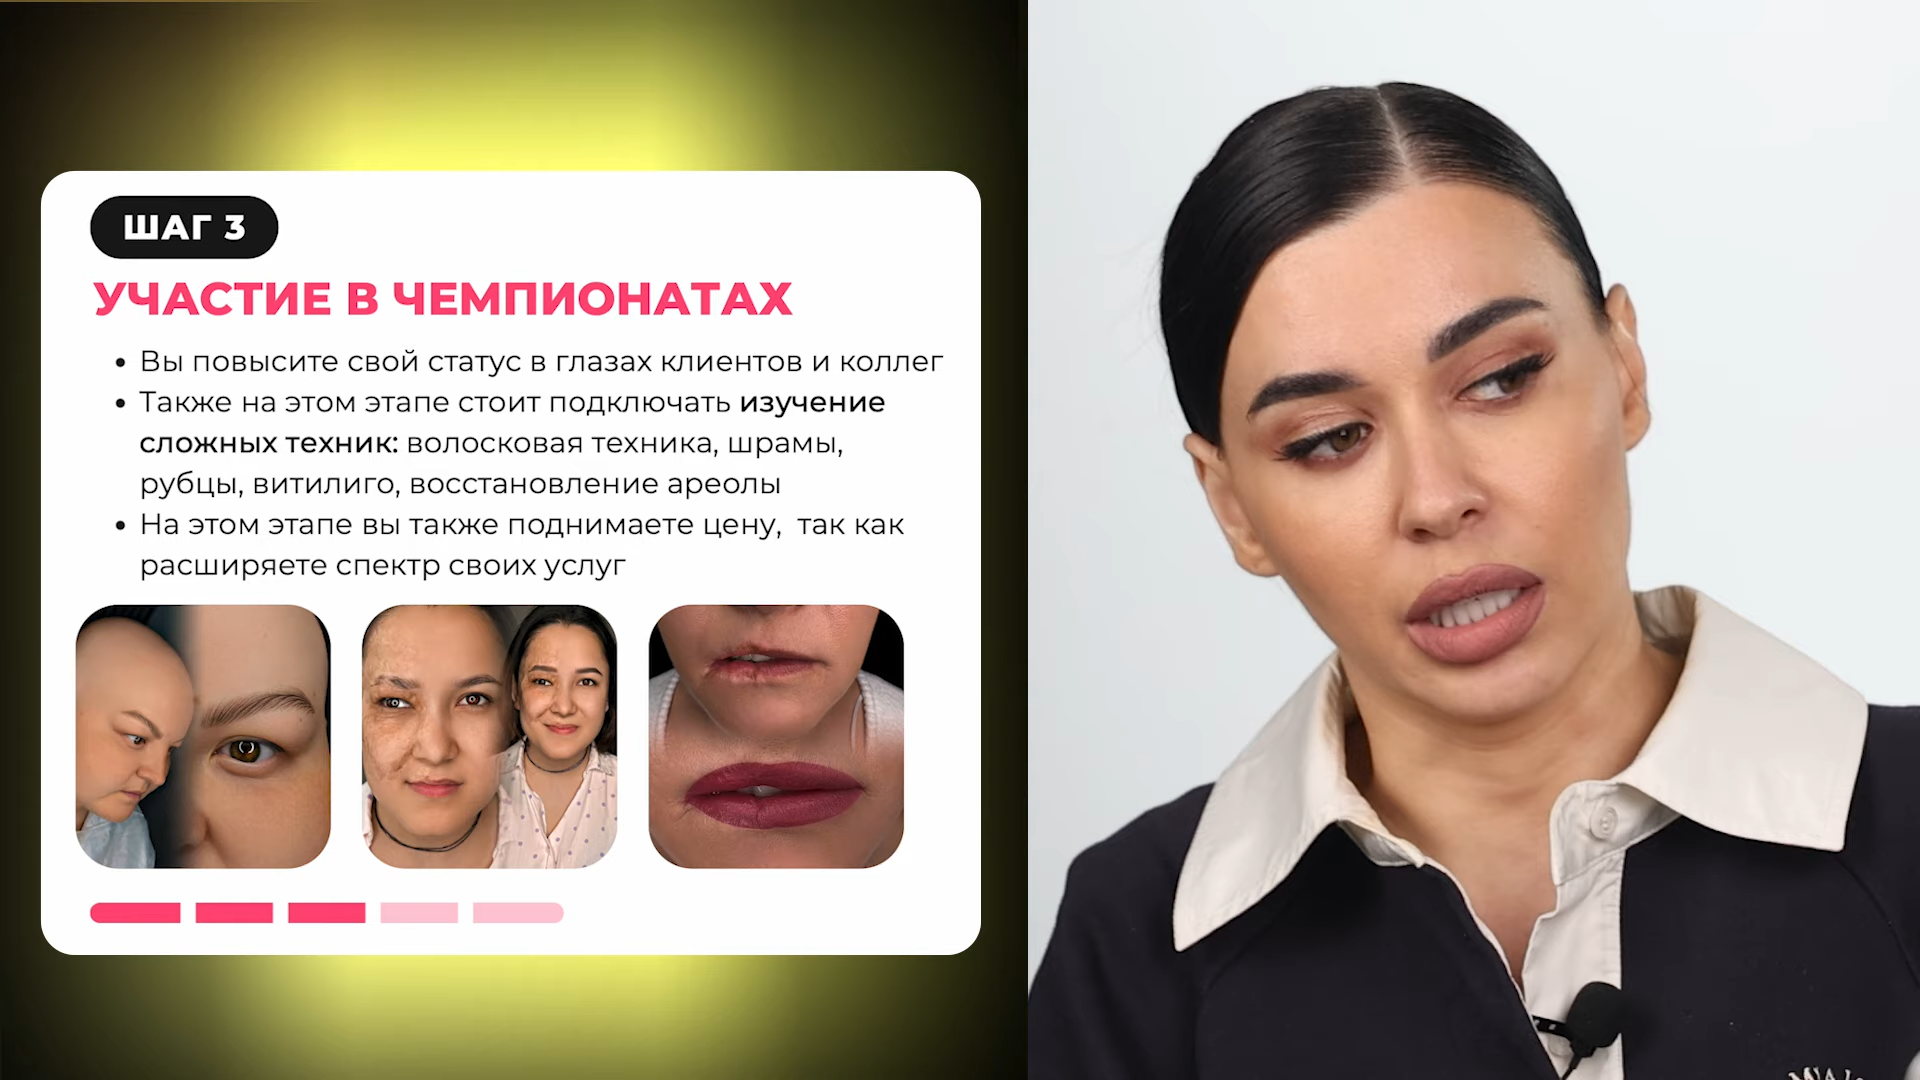 ШАГ 3
УЧАСТИЕ В ЧЕМПИОНАТАХ
• Вы повысите свой статус в глазах клиентов и коллег
• Также на этом этапе стоит подключать изучение
сложных техник: волосковая техника, шрамы,
рубцы, витилиго, восстановление ареолы
• На этом этапе вы также поднимаете цену, так как
расширяете спектр своих услуг